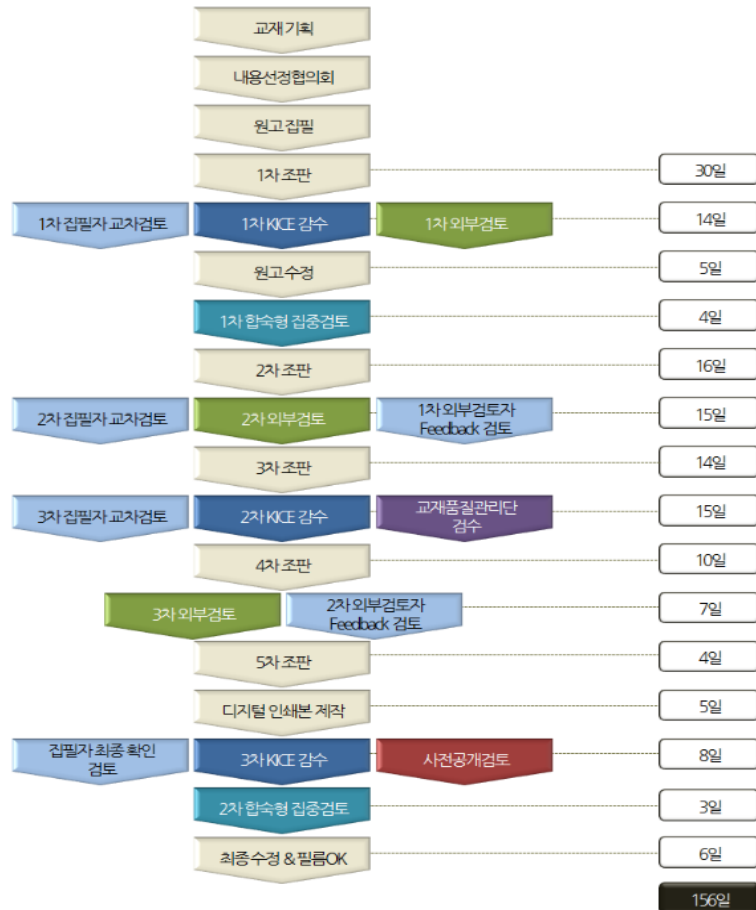 교재 기획
내용선정협의회
원고 집필
1차 조판
30일
1차 집필자 교차검토
1차 KICE 감수
1차 외부검토
14일
원고 수정
5일
1차 합숙형 집중검토
4일
2차 조판
16일
2차 집필자 교차검토
2차 외부검토
1차 외부검토자
Feedback 검토
15일
3차 조판
14일
3차 집필자 교차검토
2차 KICE 감수
교재품질관리단
검수
15일
4차 조판
10일
3차 외부검토
2차 외부검토자
Feedback 검토
7일
5차 조판
4일
디지털 인쇄본 제작
5일
집필자 최종 확인
검토
3차 KICE 감수
사전공개검토
8일
2차 합숙형 집중검토
3일
최종 수정 & 필름OK
6일
156일